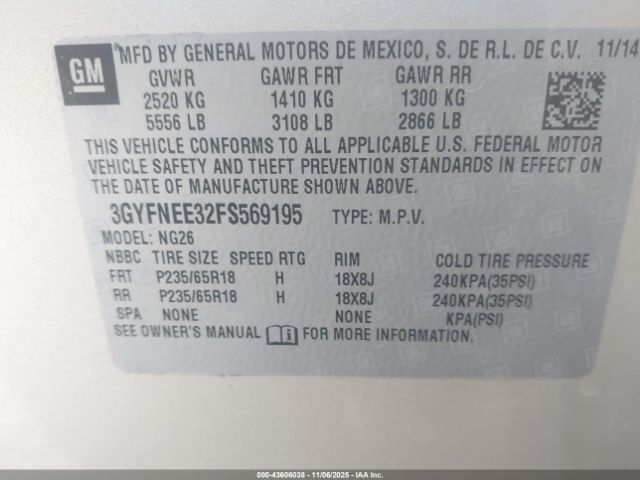 GM
MFD BY GENERAL MOTORS DE MEXICO, S. DE R.L. DE C.V. 11/14
GVWR GAWR FRT GAWR RR
2520 KG 1410 KG 1300 KG
5556 LB 3108 LB 2866 LB
THIS VEHICLE CONFORMS TO ALL APPLICABLE U.S. FEDERAL MOTOR
VEHICLE SAFETY AND THEFT PREVENTION STANDARDS IN EFFECT ON
THE DATE OF MANUFACTURE SHOWN ABOVE.
3GYFNEE32FS569195 TYPE: M.P.V.
MODEL: NG26
NBBC TIRE SIZE SPEED RTG RIM COLD TIRE PRESSURE
FRT P235/65R18 H 18X8J 240KPA(35PSI)
RR P235/65R18 H 18X8J 240KPA(35PSI)
SPA NONE NONE KPA(PSI)
SEE OWNER'S MANUAL FOR MORE INFORMATION.
000-43606038 - 11/06/2025 - IAA Inc.